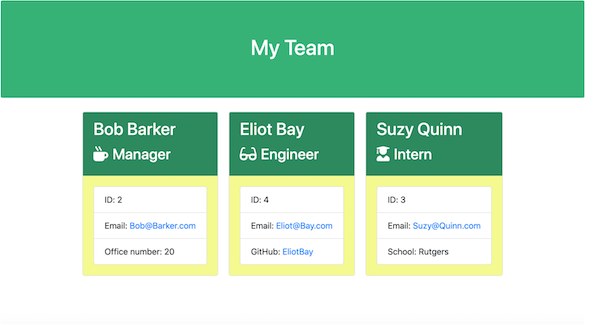 My Team
Bob Barker
Manager
ID: 2
Email: Bob@Barker.com
Office number: 20
Eliot Bay
Engineer
ID: 4
Email: Eliot@Bay.com
GitHub: EliotBay
Suzy Quinn
Intern
ID: 3
Email: Suzy@Quinn.com
School: Rutgers